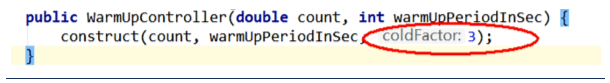 public WarmUpController(double count, int warmUpPeriodInSec) {
construct(count, warmUpPeriodInSec, coldFactor: 3);
}